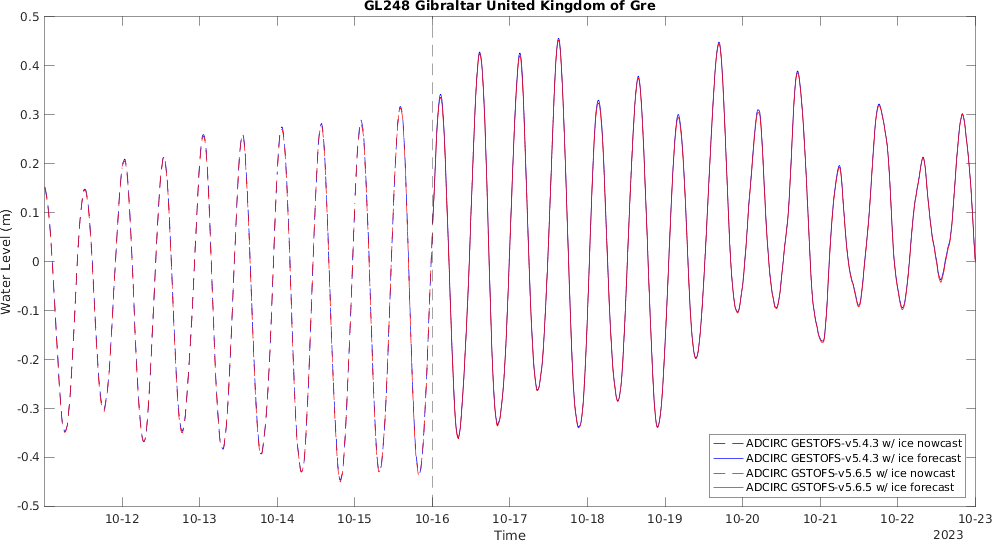 GL248 Gibraltar United Kingdom of Gre
Water Level (m)
0.5
0.4
0.3
0.2
0.1
0
-0.1
-0.2
-0.3
-0.4
-0.5
ADCIRC GESTOFS-v5.4.3 w/ ice nowcast
ADCIRC GESTOFS-v5.4.3 w/ ice forecast
ADCIRC GSTOFS-v5.6.5 w/ ice nowcast
ADCIRC GSTOFS-v5.6.5 w/ ice forecast
10-12 10-13 10-14 10-15 10-16 10-17 10-18 10-19 10-20 10-21 10-22 10-23
Time 2023